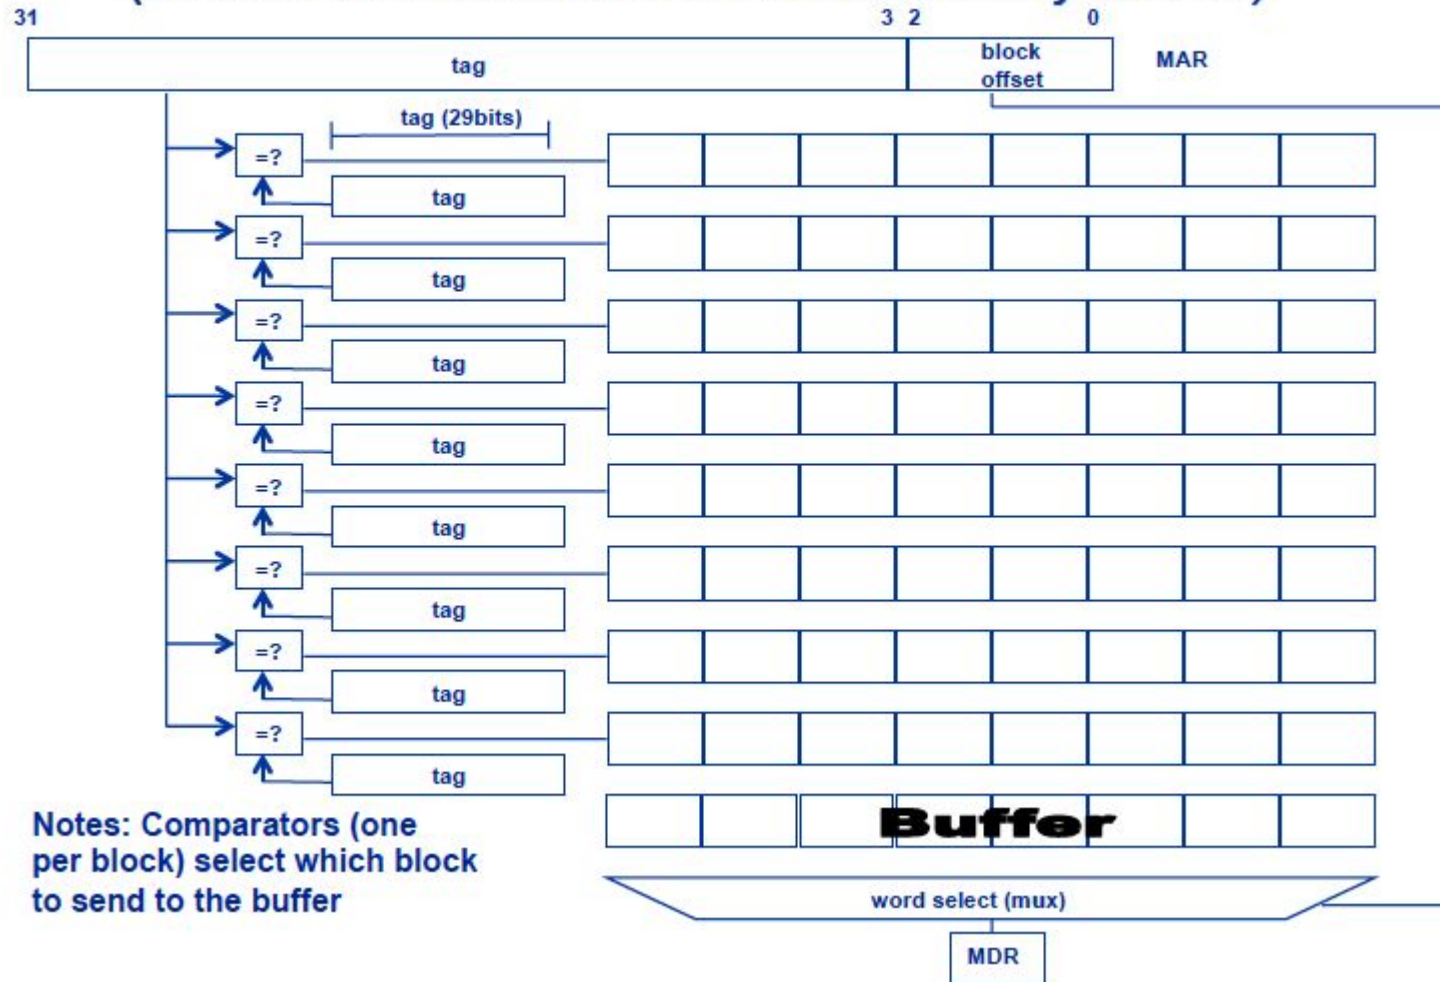 31
3 2
0
tag
block
offset
MAR
tag (29bits)
=?
tag
=?
tag
=?
tag
=?
tag
=?
tag
=?
tag
=?
tag
=?
tag
Buffer
Notes: Comparators (one
per block) select which block
to send to the buffer
word select (mux)
MDR